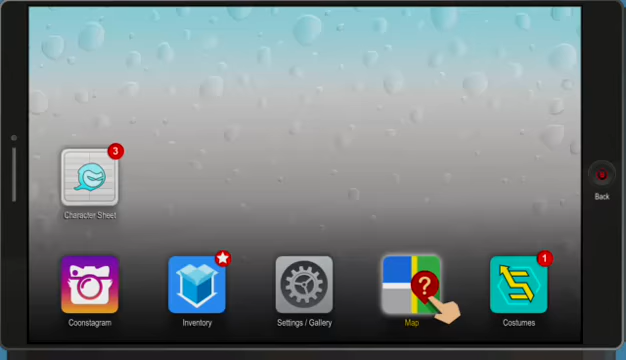 3
Character Sheet
Back
1
?
Coonstagram
Inventory
Settings / Gallery
Map
Costumes